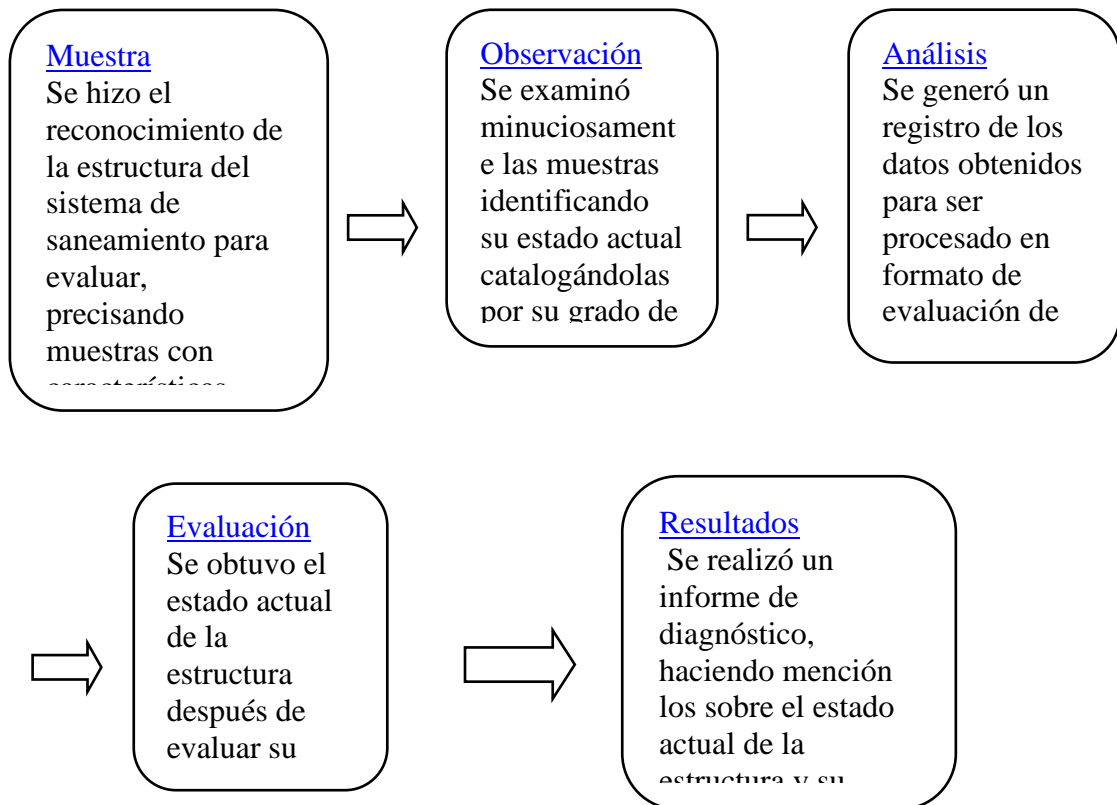 Muestra
Se hizo el
reconocimiento de
la estructura del
sistema de
saneamiento para
evaluar,
precisando
muestras con
características
Observación
Se examinó
minuciosament
e las muestras
identificando
su estado actual
catalogándolas
por su grado de
Análisis
Se generó un
registro de los
datos obtenidos
para ser
procesado en
formato de
evaluación de
Evaluación
Se obtuvo el
estado actual
de la
estructura
después de
evaluar su
Resultados
Se realizó un
informe de
diagnóstico,
haciendo mención
los sobre el estado
actual de la
estructura y su